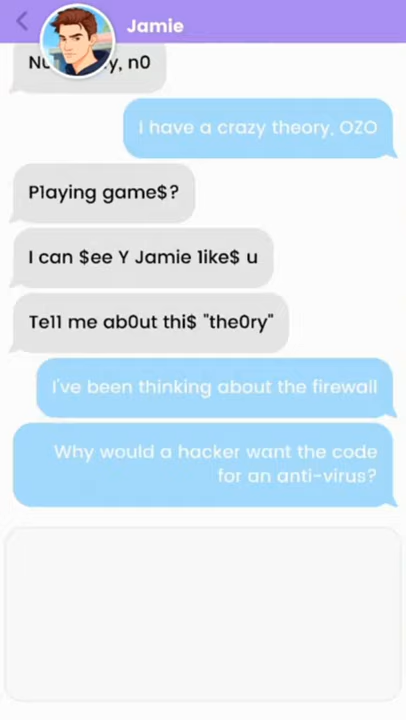 Jamie
y, n0
I have a crazy theory, OZO
P1aying game$?
I can $ee Y Jamie 1ike$ u
Te11 me ab0ut thi$ "the0ry"
I've been thinking about the firewall
Why would a hacker want the code
for an anti-virus?